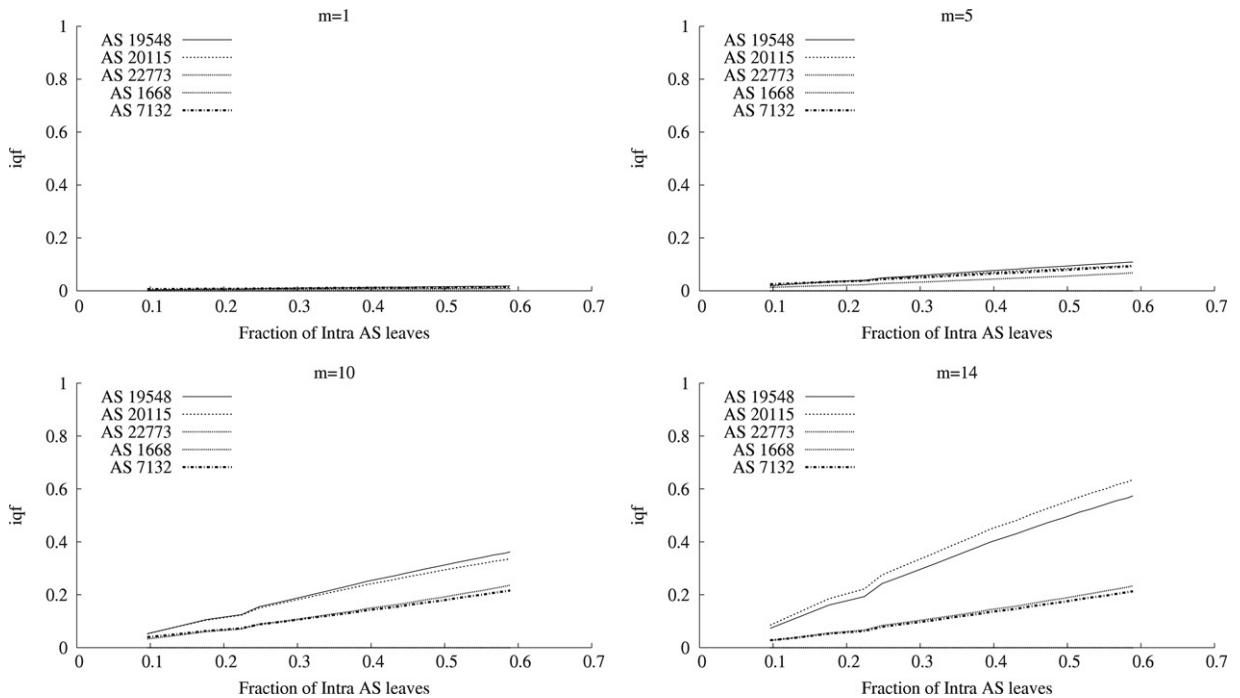 m=1
1
AS 19548
AS 20115
0.8
AS 22773
AS 1668
AS 7132
0.6
iqf
0.4
0.2
0
0 0.1 0.2 0.3 0.4 0.5 0.6 0.7
Fraction of Intra AS leaves
m=5
1
AS 19548
AS 20115
0.8
AS 22773
AS 1668
AS 7132
0.6
iqf
0.4
0.2
0
0 0.1 0.2 0.3 0.4 0.5 0.6 0.7
Fraction of Intra AS leaves
m=10
1
AS 19548
AS 20115
0.8
AS 22773
AS 1668
AS 7132
0.6
iqf
0.4
0.2
0
0 0.1 0.2 0.3 0.4 0.5 0.6 0.7
Fraction of Intra AS leaves
m=14
1
AS 19548
AS 20115
0.8
AS 22773
AS 1668
AS 7132
0.6
iqf
0.4
0.2
0
0 0.1 0.2 0.3 0.4 0.5 0.6 0.7
Fraction of Intra AS leaves